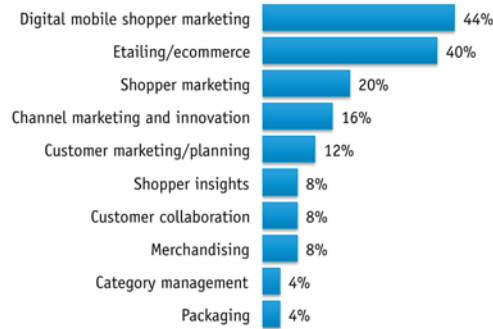 Digital mobile shopper marketing 44%
Etailing/ecommerce 40%
Shopper marketing 20%
Channel marketing and innovation 16%
Customer marketing/planning 12%
Shopper insights 8%
Customer collaboration 8%
Merchandising 8%
Category management 4%
Packaging 4%